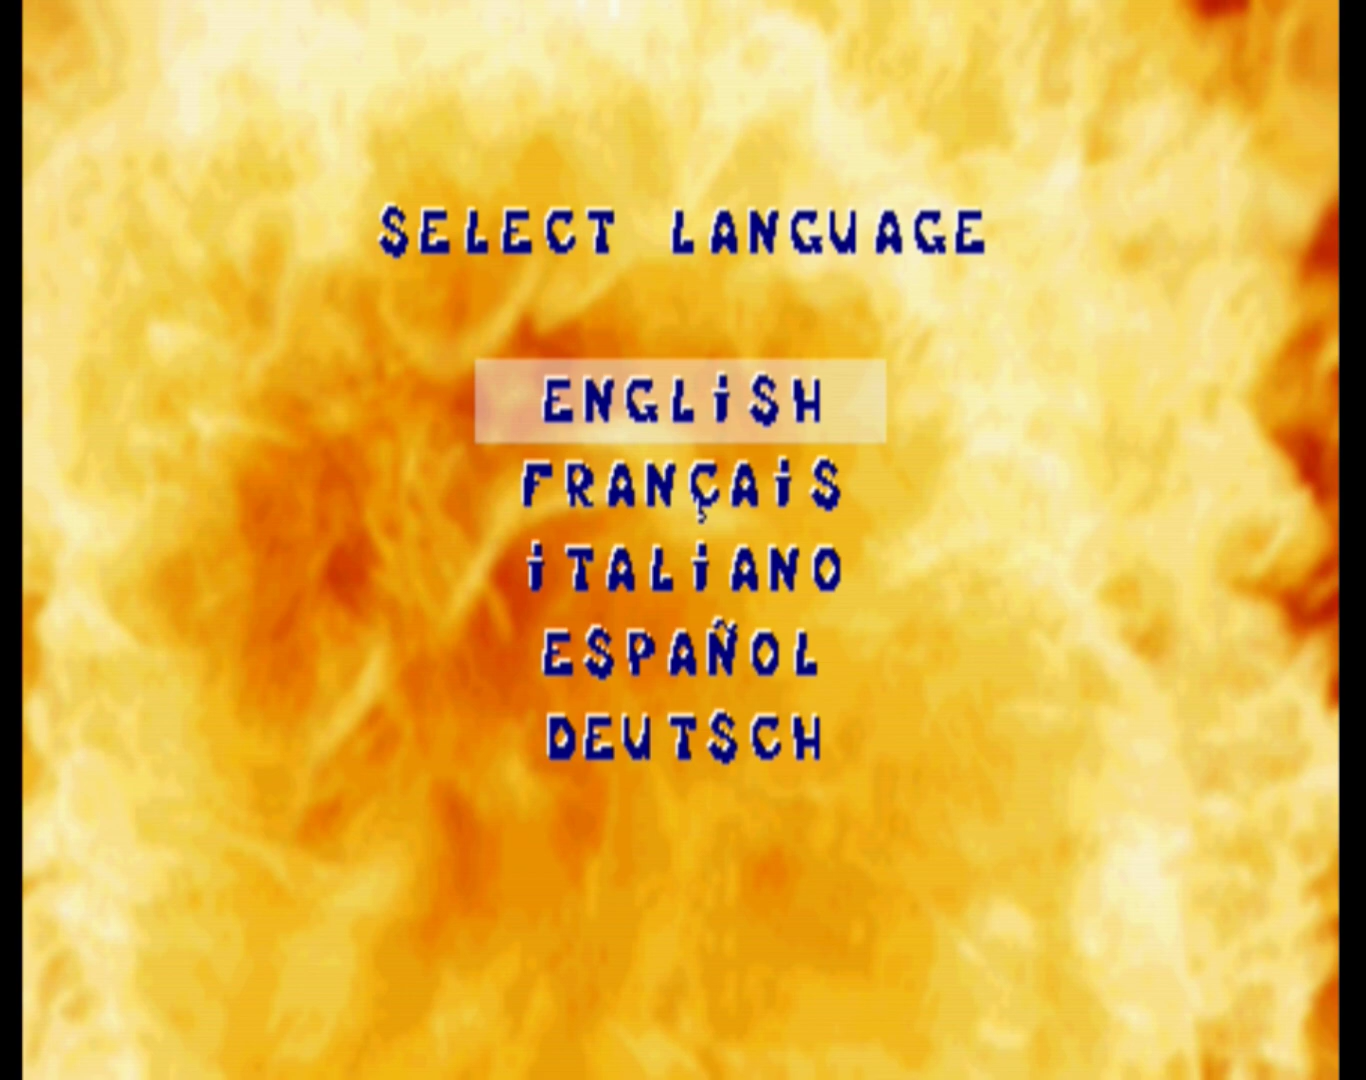 SELECT LANGUAGE
ENGLiSH
FRANÇAiS
iTALiANO
ESPAÑOL
DEUTSCH